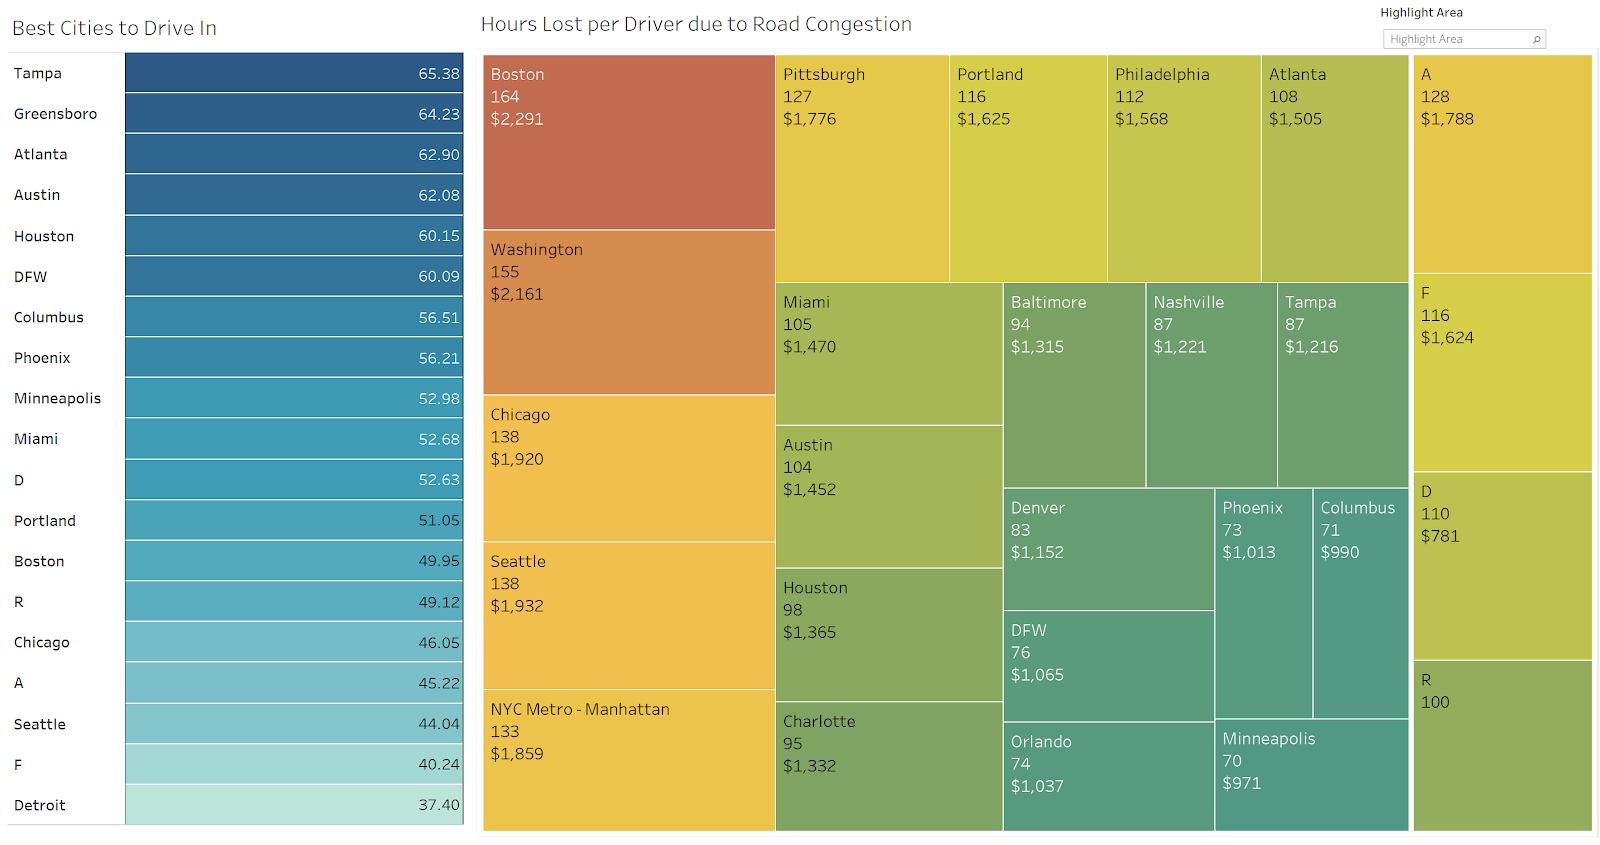 Best Cities to Drive In
Tampa 65.38
Greensboro 64.23
Atlanta 62.90
Austin 62.08
Houston 60.15
DFW 60.09
Columbus 56.51
Phoenix 56.21
Minneapolis 52.98
Miami 52.68
D 52.63
Portland 51.05
Boston 49.95
R 49.12
Chicago 46.05
A 45.22
Seattle 44.04
F 40.24
Detroit 37.40
Hours Lost per Driver due to Road Congestion
Highlight Area
Highlight Area
Boston
164
$2,291
Washington
155
$2,161
Chicago
138
$1,920
Seattle
138
$1,932
NYC Metro - Manhattan
133
$1,859
Pittsburgh
127
$1,776
Portland
116
$1,625
Philadelphia
112
$1,568
Atlanta
108
$1,505
Miami
105
$1,470
Austin
104
$1,452
Houston
98
$1,365
Charlotte
95
$1,332
Baltimore
94
$1,315
Nashville
87
$1,221
Tampa
87
$1,216
Denver
83
$1,152
DFW
76
$1,065
Orlando
74
$1,037
Phoenix
73
$1,013
Columbus
71
$990
Minneapolis
70
$971
A
128
$1,788
F
116
$1,624
D
110
$781
R
100